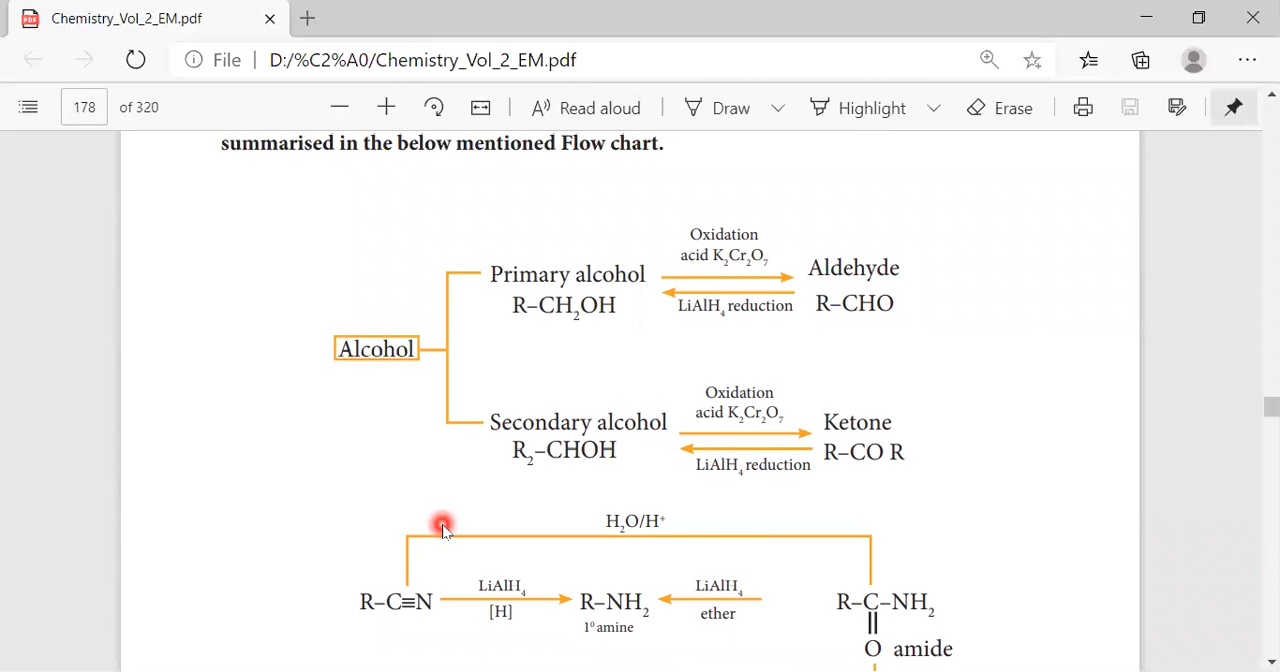 Chemistry_Vol_2_EM.pdf
File D:/%C2%A0/Chemistry_Vol_2_EM.pdf
178 of 320 Read aloud Draw Highlight Erase
summarised in the below mentioned Flow chart.
Oxidation
acid K₂Cr₂O₇
Primary alcohol Aldehyde
R–CH₂OH LiAlH₄ reduction R–CHO
Alcohol
Oxidation
acid K₂Cr₂O₇
Secondary alcohol Ketone
R₂–CHOH R–CO R
LiAlH₄ reduction
H₂O/H⁺
LiAlH₄ LiAlH₄
R–C≡N R–NH₂ R–C–NH₂
[H] ether
1⁰ amine
O amide